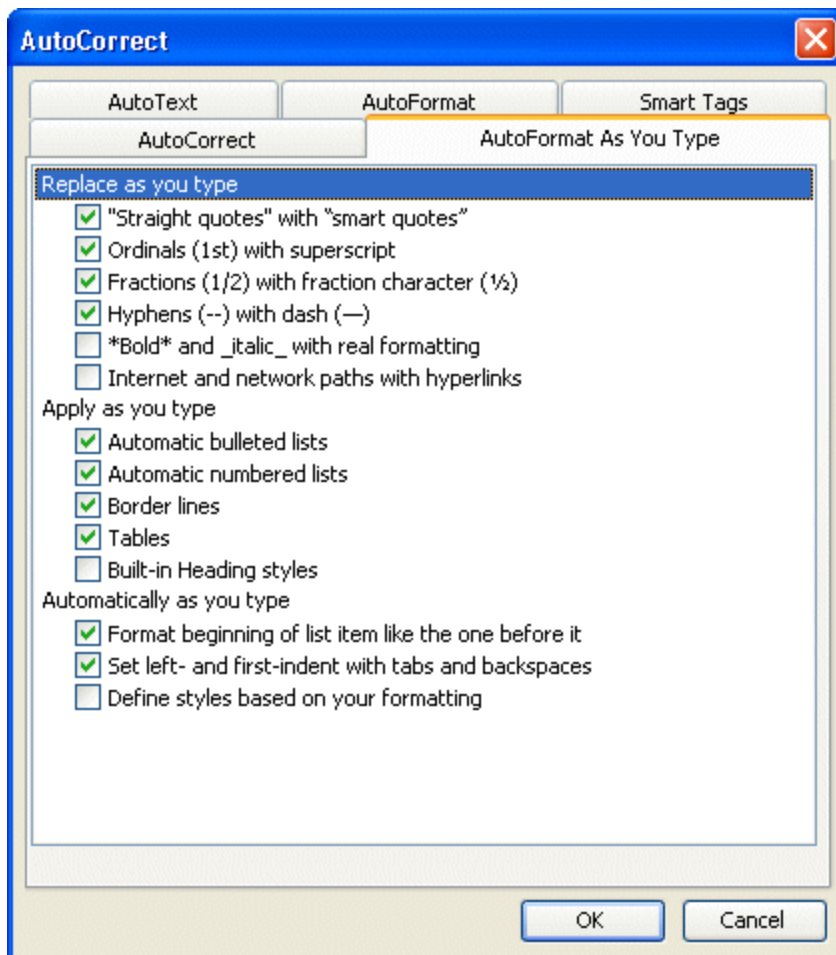 AutoCorrect
AutoText AutoFormat Smart Tags
AutoCorrect AutoFormat As You Type
Replace as you type
"Straight quotes" with “smart quotes”
Ordinals (1st) with superscript
Fractions (1/2) with fraction character (½)
Hyphens (--) with dash (—)
*Bold* and _italic_ with real formatting
Internet and network paths with hyperlinks
Apply as you type
Automatic bulleted lists
Automatic numbered lists
Border lines
Tables
Built-in Heading styles
Automatically as you type
Format beginning of list item like the one before it
Set left- and first-indent with tabs and backspaces
Define styles based on your formatting
OK Cancel